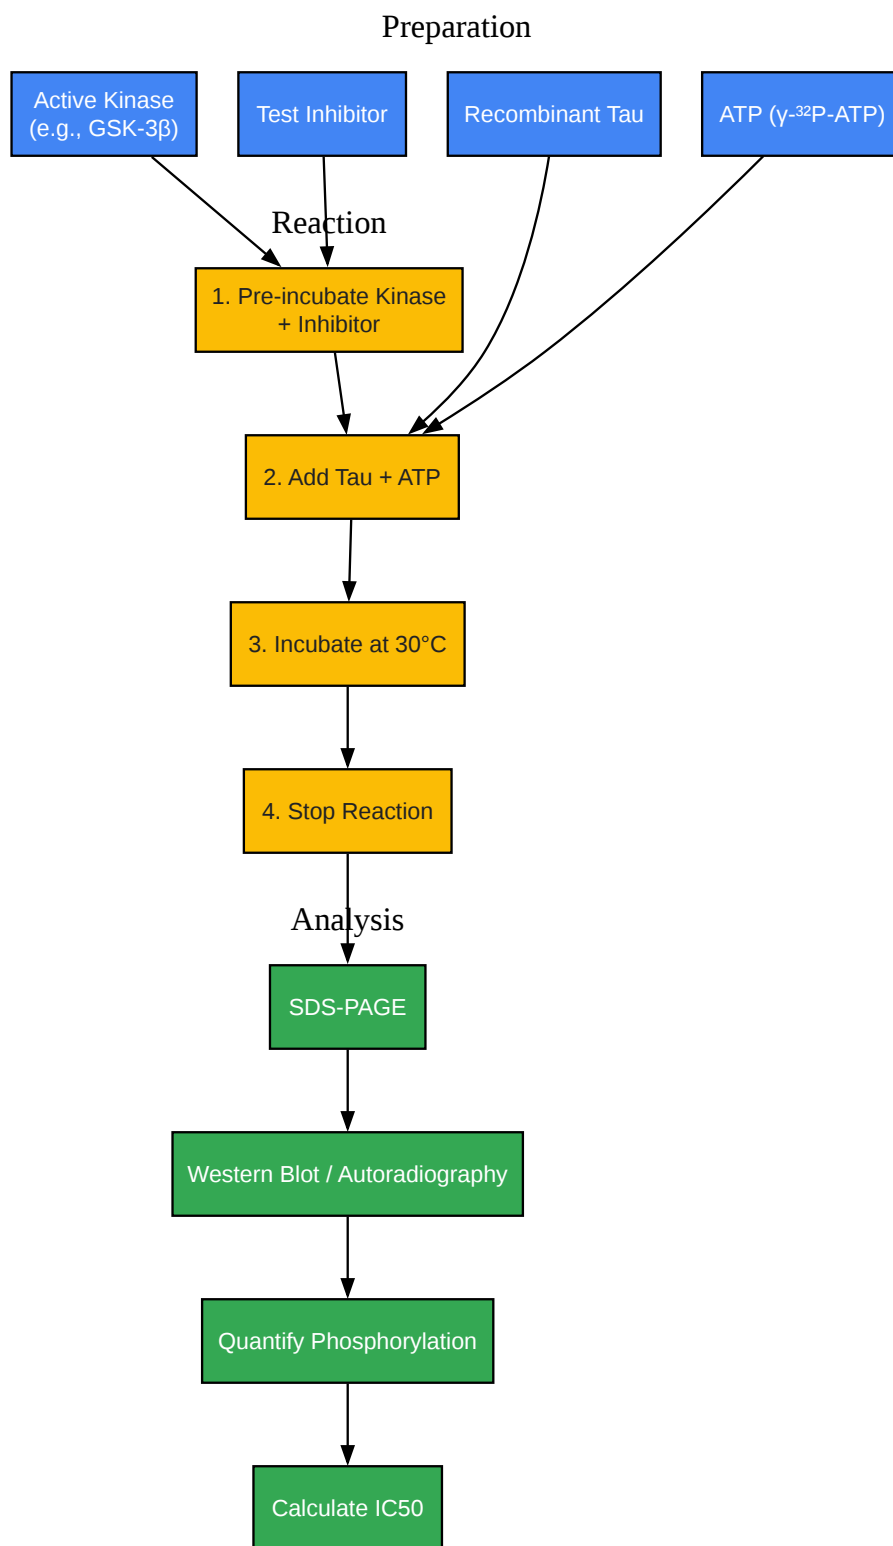 Preparation
Active Kinase
(e.g., GSK-3β)
Test Inhibitor
Recombinant Tau
ATP (γ-³²P-ATP)
Reaction
1. Pre-incubate Kinase
+ Inhibitor
2. Add Tau + ATP
3. Incubate at 30°C
4. Stop Reaction
Analysis
SDS-PAGE
Western Blot / Autoradiography
Quantify Phosphorylation
Calculate IC50